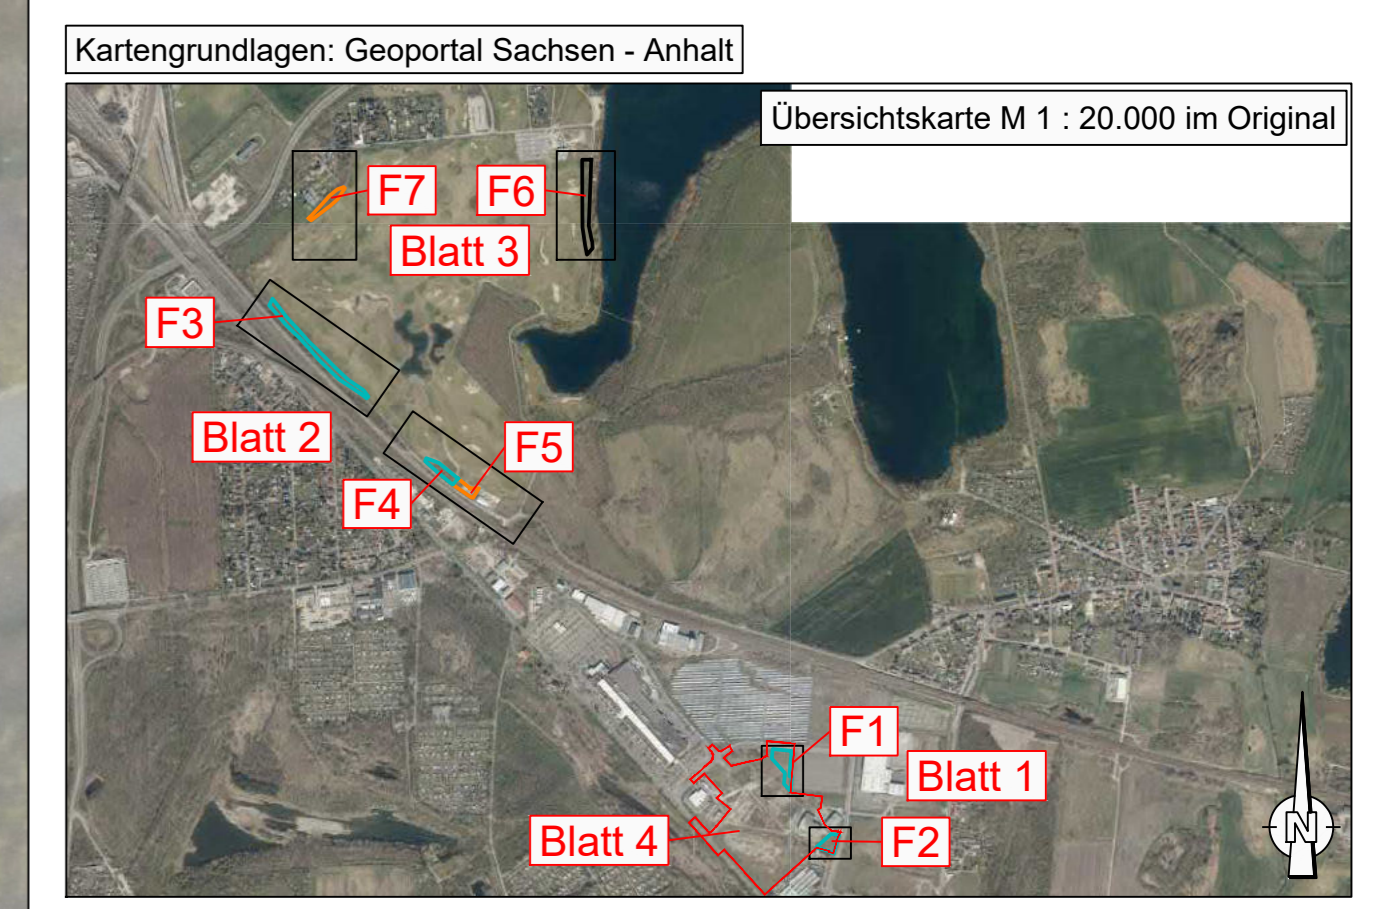 Kartengrundlagen: Geoportal Sachsen - Anhalt
Übersichtskarte M 1 : 20.000 im Original
F7
F6
Blatt 3
F3
Blatt 2
F5
F4
F1
Blatt 1
Blatt 4
F2
N